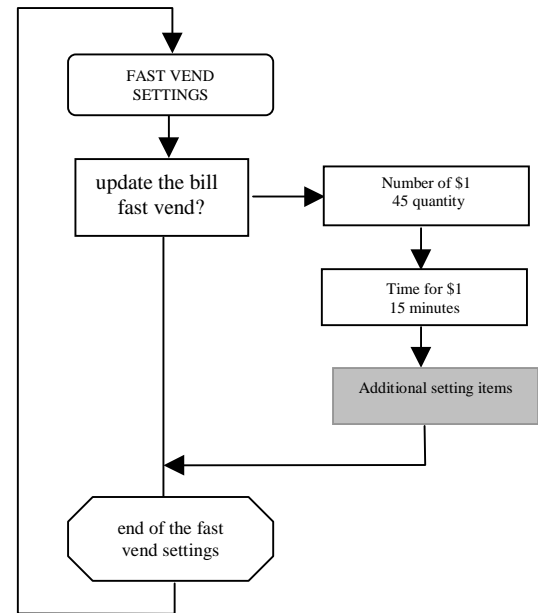 FAST VEND
SETTINGS
update the bill
fast vend?
Number of $1
45 quantity
Time for $1
15 minutes
Additional setting items
end of the fast
vend settings